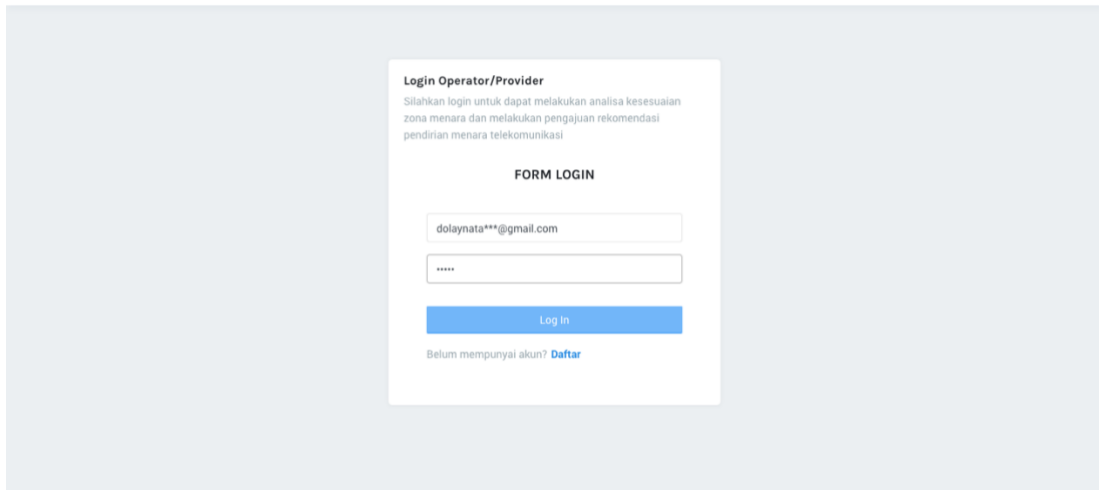 Login Operator/Provider
Silahkan login untuk dapat melakukan analisa kesesuaian
zona menara dan melakukan pengajuan rekomendasi
pendirian menara telekomunikasi
FORM LOGIN
dolaynata***@gmail.com
•••••
Log In
Belum mempunyai akun? Daftar